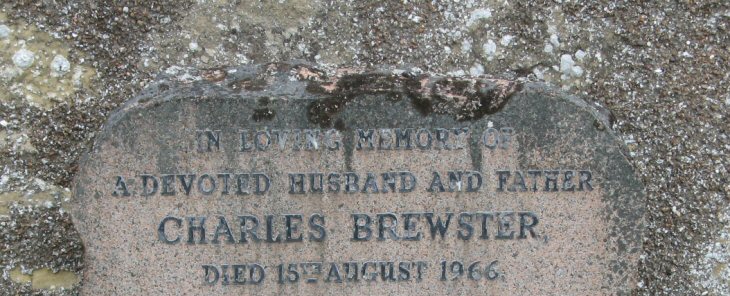 IN LOVING MEMORY OF
A DEVOTED HUSBAND AND FATHER
CHARLES BREWSTER,
DIED 15TH AUGUST 1966.